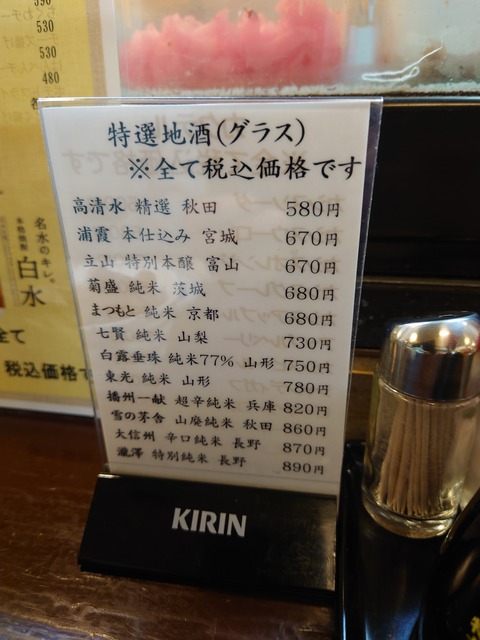 530
530
480
名水のキレ。
本格焼酎
白水
全て
税込価格で
特選地酒(グラス)
※全て税込価格です
高清水 精選 秋田 580円
浦霞 本仕込み 宮城 670円
立山 特別本醸 富山 670円
菊盛 純米 茨城 680円
まつもと 純米 京都 680円
七賢 純米 山梨 730円
白露垂珠 純米77% 山形 750円
東光 純米 山形 780円
播州一献 超辛純米 兵庫 820円
雪の茅舎 山廃純米 秋田 860円
大信州 辛口純米 長野 870円
瀧澤 特別純米 長野 890円
KIRIN